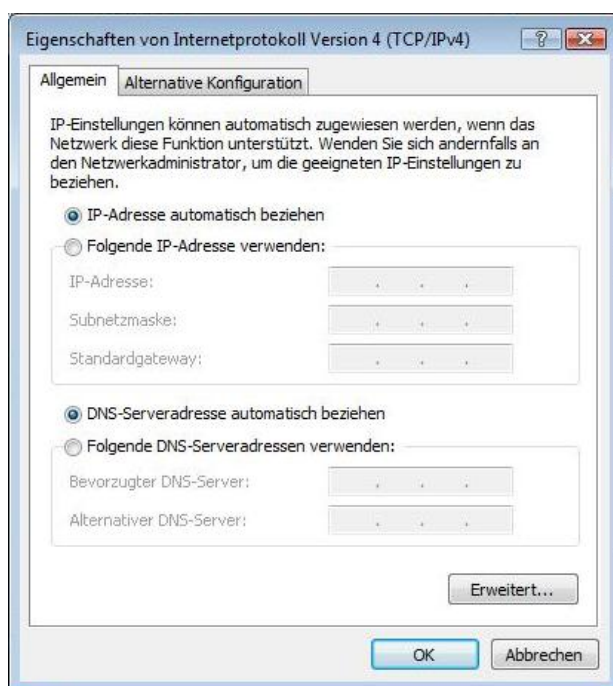 Eigenschaften von Internetprotokoll Version 4 (TCP/IPv4)
Allgemein
Alternative Konfiguration
IP-Einstellungen können automatisch zugewiesen werden, wenn das
Netzwerk diese Funktion unterstützt. Wenden Sie sich andernfalls an
den Netzwerkadministrator, um die geeigneten IP-Einstellungen zu
beziehen.
IP-Adresse automatisch beziehen
Folgende IP-Adresse verwenden:
IP-Adresse:
Subnetzmaske:
Standardgateway:
DNS-Serveradresse automatisch beziehen
Folgende DNS-Serveradressen verwenden:
Bevorzugter DNS-Server:
Alternativer DNS-Server:
Erweitert...
OK
Abbrechen